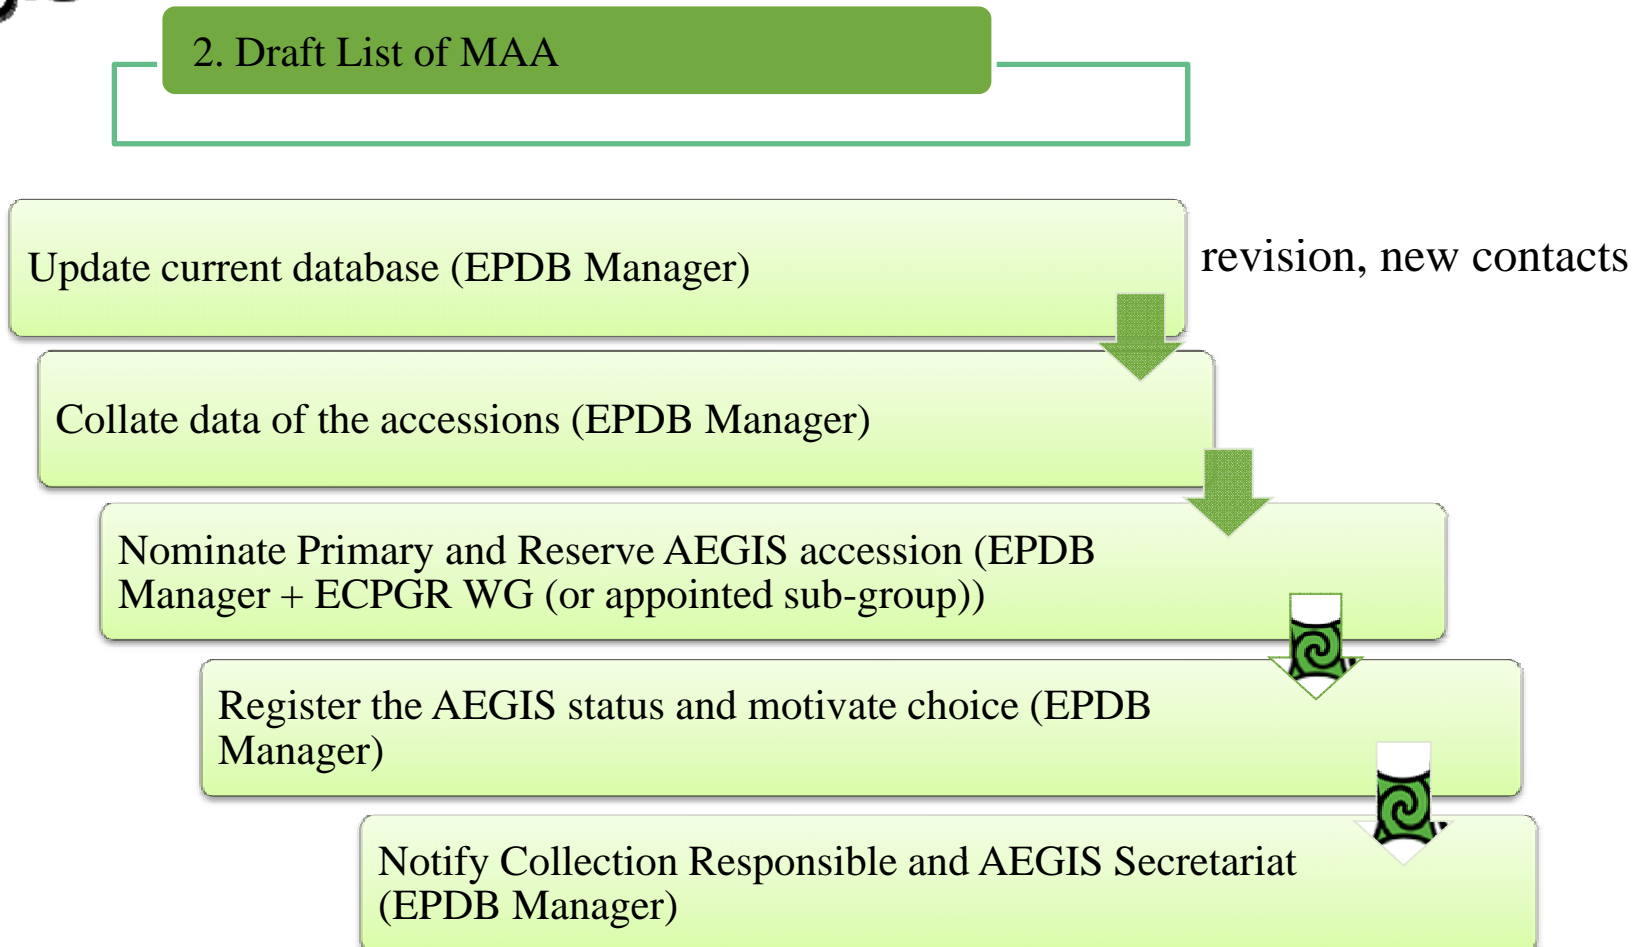 2. Draft List of MAA
Update current database (EPDB Manager)
revision, new contacts
Collate data of the accessions (EPDB Manager)
Nominate Primary and Reserve AEGIS accession (EPDB
Manager + ECPGR WG (or appointed sub-group))
Register the AEGIS status and motivate choice (EPDB
Manager)
Notify Collection Responsible and AEGIS Secretariat
(EPDB Manager)